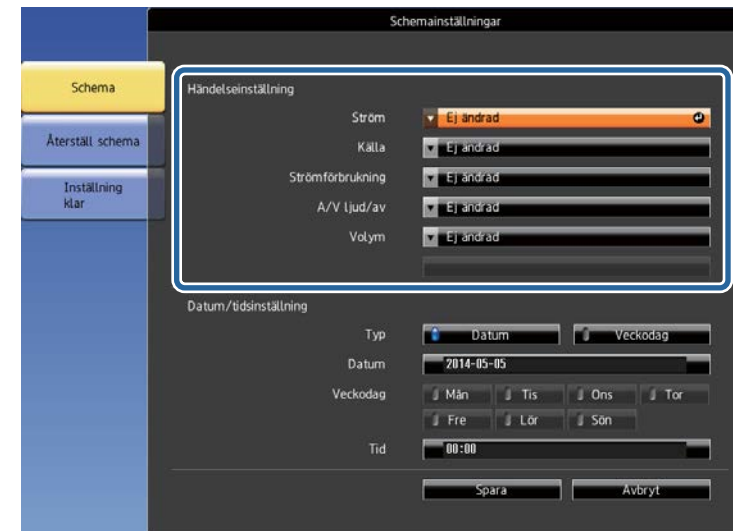 Schemainställningar
Schema
Återställ schema
Inställning
klar
Händelseinställning
Ström Ej ändrad
Källa Ej ändrad
Strömförbrukning Ej ändrad
A/V ljud/av Ej ändrad
Volym Ej ändrad
Datum/tidsinställning
Typ Datum Veckodag
Datum 2014-05-05
Veckodag Mån Tis Ons Tor
Fre Lör Sön
Tid 00:00
Spara Avbryt